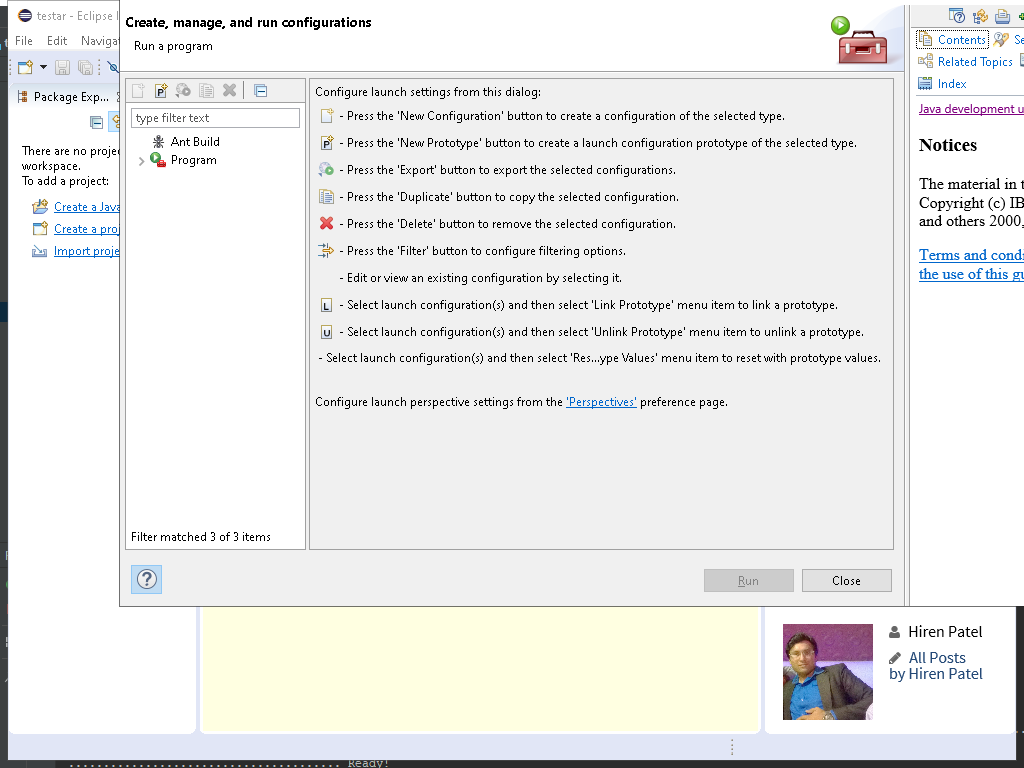 testar - Eclipse
File Edit
Package Exp...
There are no
workspace.
To add a project:
Create a Java
Create a
Import
Create, manage, and run configurations
Run a program
type filter text
Ant Build
Program
Filter matched 3 of 3 items
Configure launch settings from this dialog:
- Press the 'New Configuration' button to create a configuration of the selected type.
P - Press the 'New Prototype' button to create a launch configuration prototype of the selected type.
- Press the 'Export' button to export the selected configurations.
- Press the 'Duplicate' button to copy the selected configuration.
- Press the 'Delete' button to remove the selected configuration.
- Press the 'Filter' button to configure filtering options.
- Edit or view an existing configuration by selecting it.
L - Select launch configuration(s) and then select 'Link Prototype' menu item to link a prototype.
U - Select launch configuration(s) and then select 'Unlink Prototype' menu item to unlink a prototype.
- Select launch configuration(s) and then select 'Res...ype Values' menu item to reset with prototype values.
Configure launch perspective settings from the 'Perspectives' preference page.
Run Close
Contents
Related Topics
Index
Java development
Notices
The material in
Copyright (c)
and others 2000,
Terms and
the use of this
Hiren Patel
All Posts
by Hiren Patel
Ready!